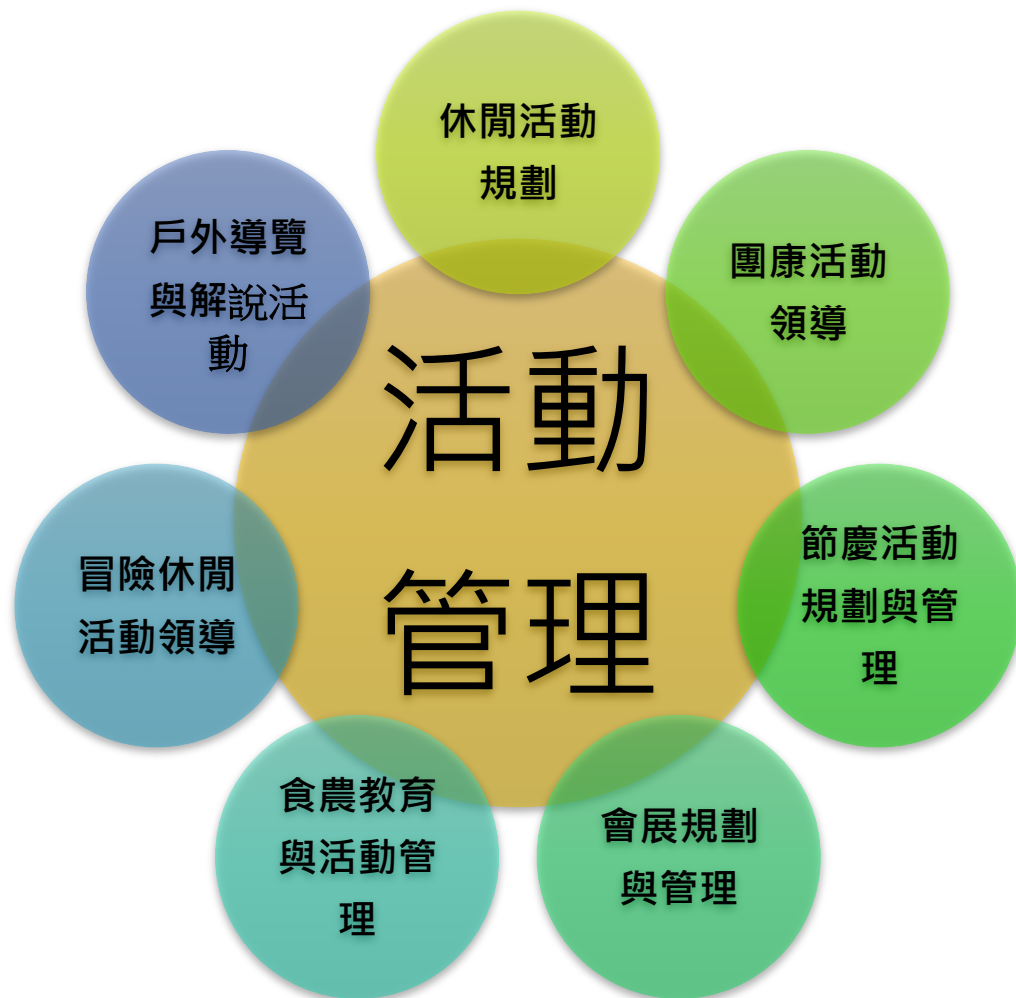 休閒活動
規劃
團康活動
領導
節慶活動
規劃與管
理
會展規劃
與管理
食農教育
與活動管
理
冒險休閒
活動領導
戶外導覽
與解說活
動
活動
管理